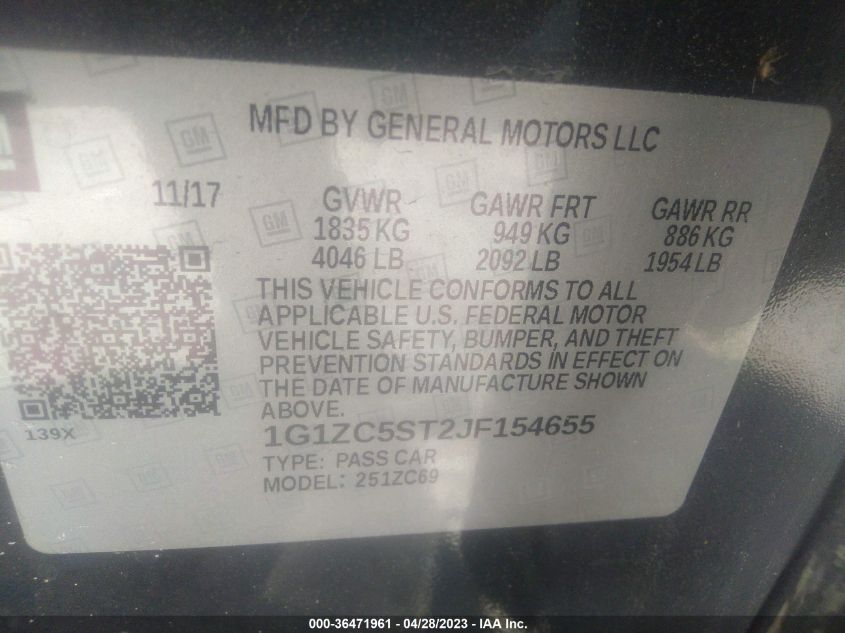 MFD BY GENERAL MOTORS LLC
11/17
GVWR GAWR FRT GAWR RR
1835 KG 949 KG 886 KG
4046 LB 2092 LB 1954 LB
THIS VEHICLE CONFORMS TO ALL
APPLICABLE U.S. FEDERAL MOTOR
VEHICLE SAFETY, BUMPER, AND THEFT
PREVENTION STANDARDS IN EFFECT ON
THE DATE OF MANUFACTURE SHOWN
ABOVE.
139X
1G1ZC5ST2JF154655
TYPE: PASS CAR
MODEL: 251ZC69
000-36471961 - 04/28/2023 - IAA Inc.